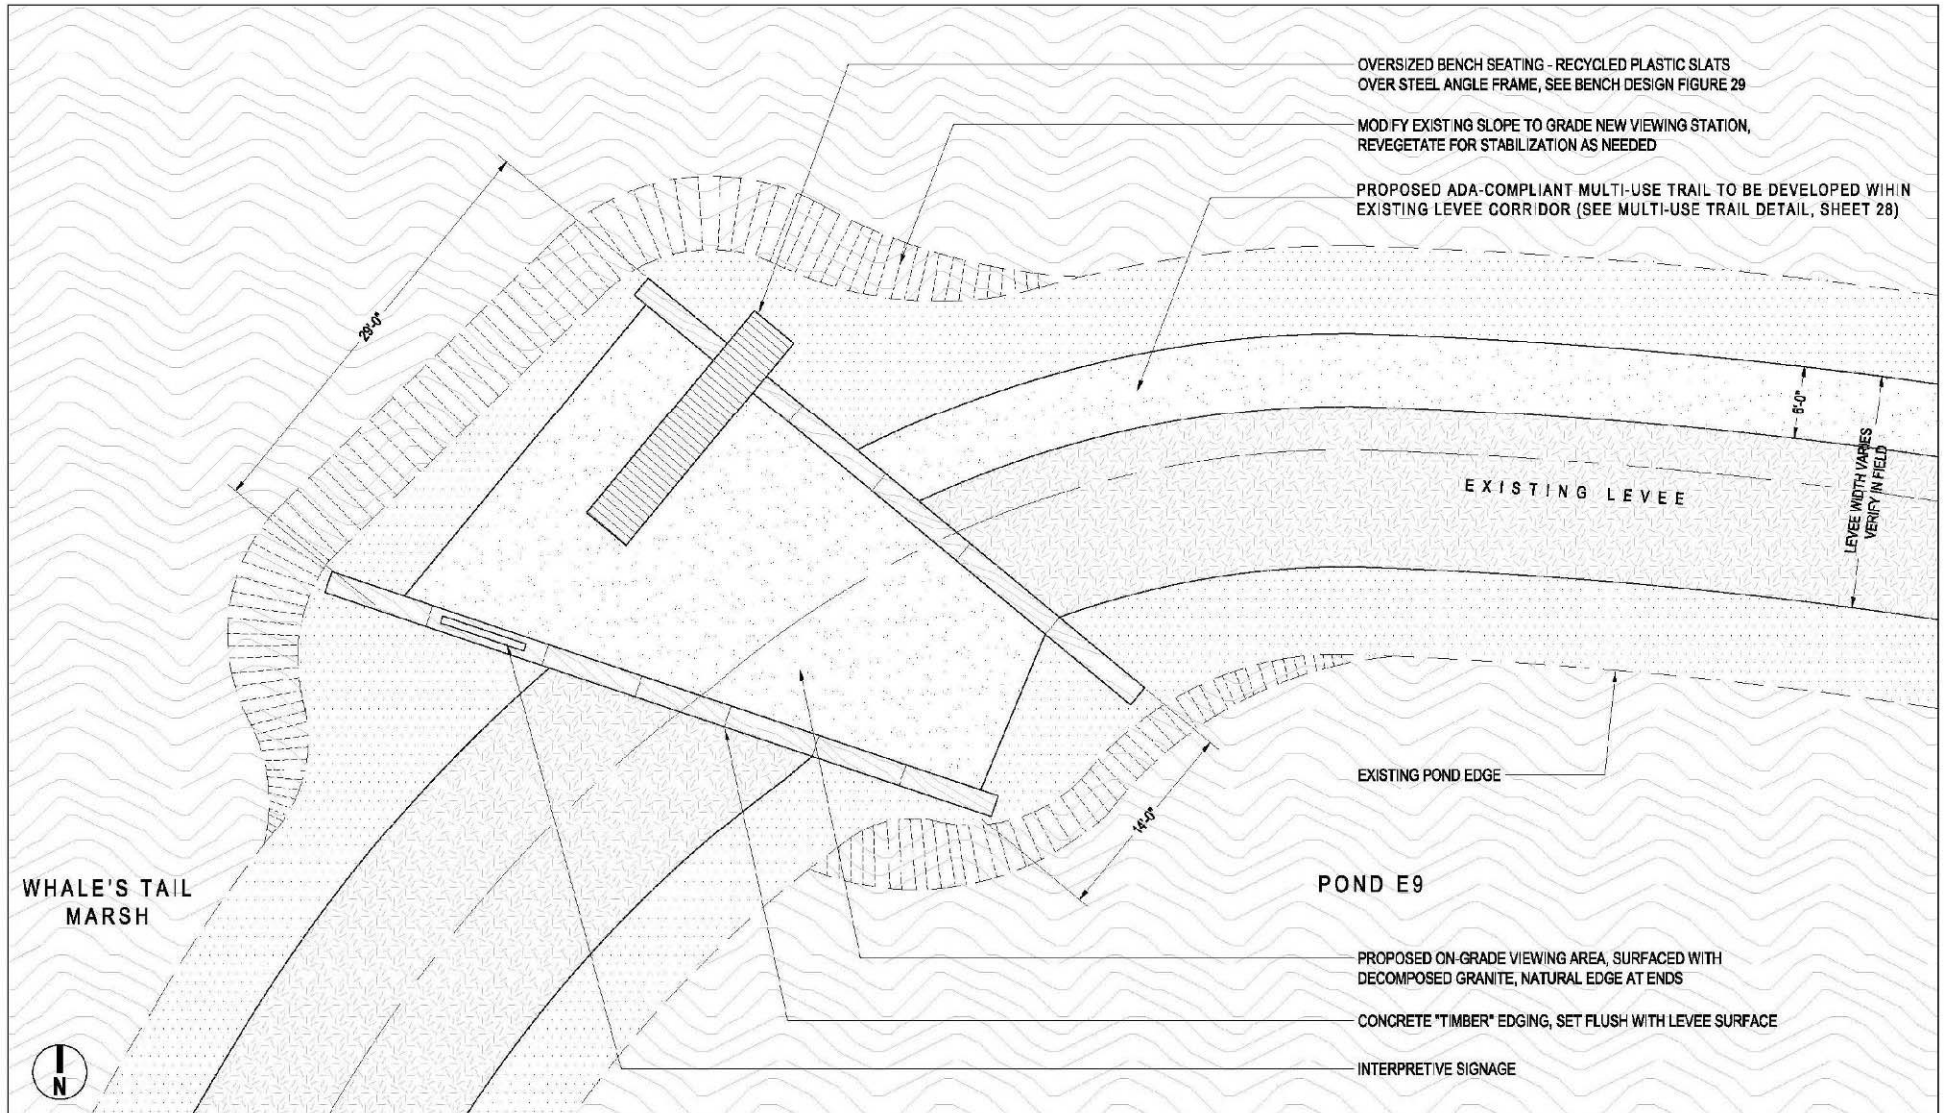 OVERSIZED BENCH SEATING - RECYCLED PLASTIC SLATS
OVER STEEL ANGLE FRAME, SEE BENCH DESIGN FIGURE 29
MODIFY EXISTING SLOPE TO GRADE NEW VIEWING STATION,
REVEGETATE FOR STABILIZATION AS NEEDED
PROPOSED ADA-COMPLIANT MULTI-USE TRAIL TO BE DEVELOPED WIHIN
EXISTING LEVEE CORRIDOR (SEE MULTI-USE TRAIL DETAIL, SHEET 28)
29'-0"
6'-0"
LEVEE WIDTH VARIES
VERIFY IN FIELD
EXISTING LEVEE
EXISTING POND EDGE
14'-0"
WHALE'S TAIL
MARSH
POND E9
PROPOSED ON-GRADE VIEWING AREA, SURFACED WITH
DECOMPOSED GRANITE, NATURAL EDGE AT ENDS
CONCRETE "TIMBER" EDGING, SET FLUSH WITH LEVEE SURFACE
INTERPRETIVE SIGNAGE
N